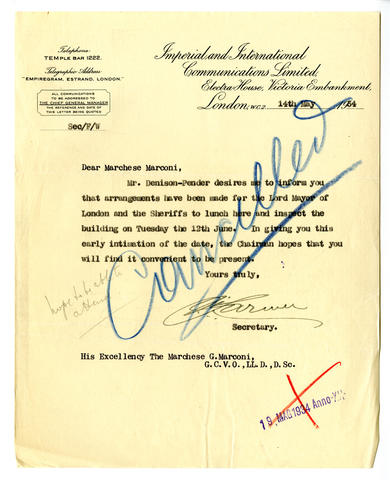 Telephone:
TEMPLE BAR 1222.
Telegraphic Address:
"EMPIREGRAM, ESTRAND, LONDON."
ALL COMMUNICATIONS
TO BE ADDRESSED TO
THE CHIEF GENERAL MANAGER
THE REFERENCE AND DATE OF
THIS LETTER BEING QUOTED
Imperial and International
Communications Limited,
Electra House, Victoria Embankment,
London, W.C.2. 14th May 1934
Sec/F/W
Dear Marchese Marconi,
Mr. Denison-Pender desires me to inform you
that arrangements have been made for the Lord Mayor of
London and the Sheriffs to lunch here and inspect the
building on Tuesday the 12th June. In giving you this
early intimation of the date, the Chairman hopes that you
will find it convenient to be present.
Yours truly,
Cancelled
hope to be able to
attend
Secretary.
His Excellency The Marchese G.Marconi,
G.C.V.O.,LL.D.,D.Sc.
19 MAG 1934 Anno XII